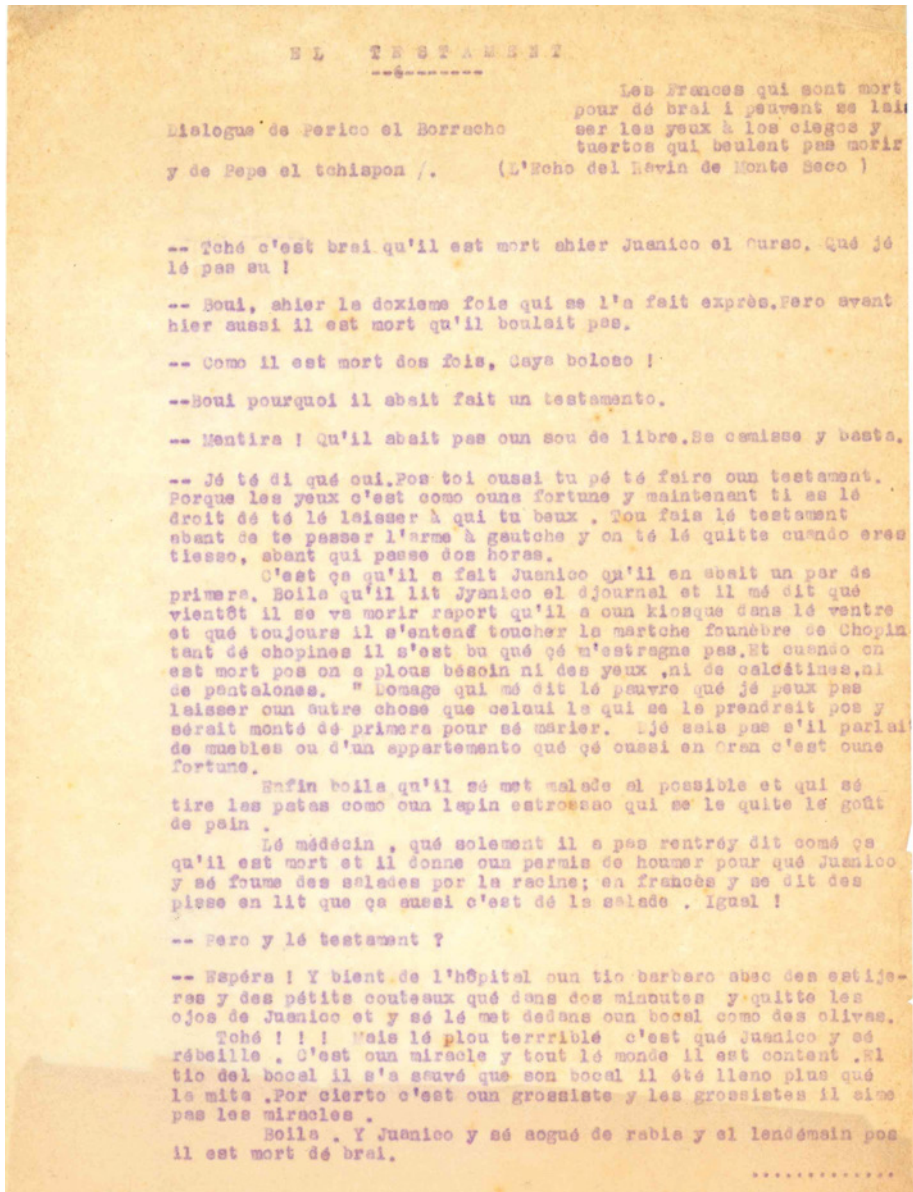 EL TESTAMENT
--é-------
Les Frances qui sont mort
pour dé brai i peuvent se lai
Dialogue de Perico el Borracho ser les yeux à los ciegos y
tuertos qui beulent pas morir
y de Pepe el tchispon /. (L'Echo del Ravin de Monte Seco )
-- Tché c'est brai qu'il est mort ahier Juanico el Curso. Qué jé
lé pas su !
-- Boui, ahier la doxieme fois qui se l'a fait exprès.Pero avant
hier aussi il est mort qu'il boulait pas.
-- Como il est mort dos fois, Caya boloso !
--Boui pourquoi il abait fait un testamento.
-- Mentira ! Qu'il abait pas oun sou de libre.Sa camisse y basta.
-- Jé té di qué oui.Pos toi oussi tu pé té faire oun testament.
Porque les yeux c'est como ouna fortune y maintenant ti as lé
droit dé té lé laisser à qui tu beux . Tou fais lé testament
abant de te passer l'arme à gautche y on té lé quitte cuando eres
tiesso, abant qui passe dos horas.
C'est ça qu'il a fait Juanico qu'il en abait un par de
primera. Boila qu'il lit Jyanico el djournal et il mé dit qué
vientôt il se va morir raport qu'il a oun kiosque dans lé ventre
et qué toujours il s'entend toucher la martche founèbre de Chopin
tant dé chopines il s'est bu qué çé m'estragne pas.Et cuando on
est mort pos on a plous bésoin ni des yeux ,ni de calcétines,ni
de pantalones. " Domage qui mé dit lé pauvre qué jé peux pas
laisser oun autre chose que celoui la qui se la prendrait pos y
sérait monté dé primera pour sé marier. Djé sais pas s'il parlait
de muebles ou d'un appartemento qué çé oussi en Oran c'est oune
fortune.
Enfin boila qu'il sé met malade al possible et qui sé
tire las patas como oun lapin estrossao qui se le quite lé goût
de pain .
Lé médécin , qué solement il a pas rentréy dit comé ça
qu'il est mort et il donne oun permis de houmer pour qué Juanico
y sé foume des salades por la racine; en francès y se dit des
pisse en lit que ça aussi c'est dé la salade . Igual !
-- Pero y lé testament ?
-- Espéra ! Y bient de l'hôpital oun tio barbaro abec des estije-
ras y des pétits couteaux qué dans dos minoutes y quitte les
ojos de Juanico et y sé lé met dedans oun bocal como des olivas.
Tché ! ! ! Mais lé plou terrriblé c'est qué Juanico y sé
rébeille . C'est oun miracle y tout lé monde il est content .El
tio del bocal il s'a sauvé que son bocal il été lleno plus qué
la mita .Por cierto c'est oun grossiste y les grossistes il aime
pas les miracles .
Boila . Y Juanico y sé aogué de rabia y el lendémain pos
il est mort dé brai.
.............